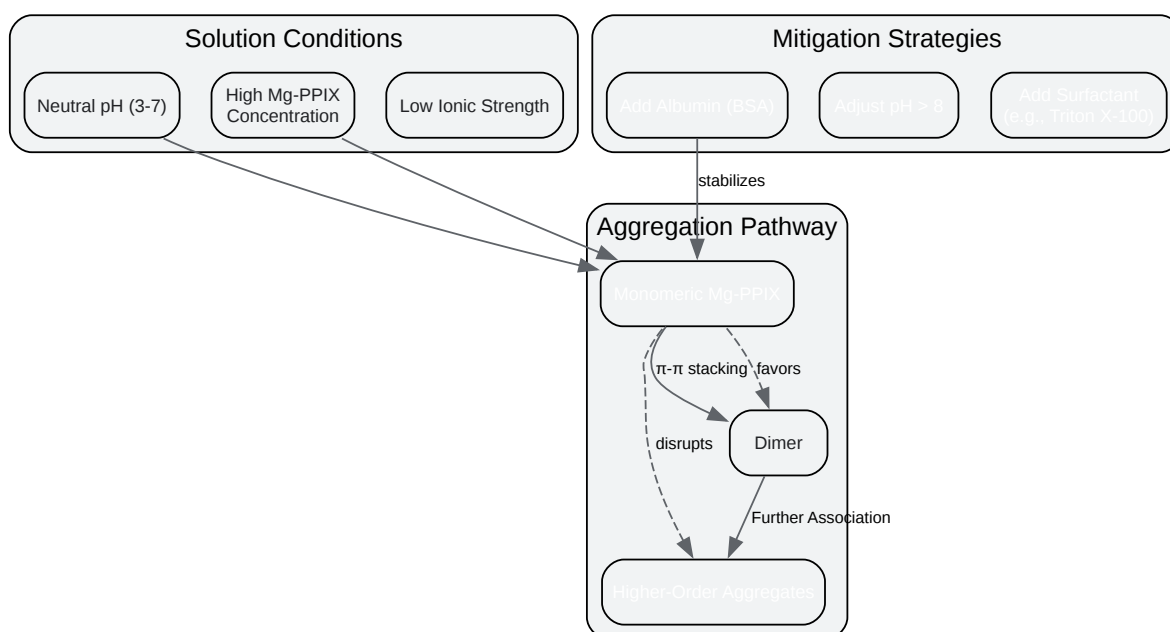 Solution Conditions
Neutral pH (3-7)
High Mg-PPIX
Concentration
Low Ionic Strength
Mitigation Strategies
Add Albumin (BSA)
Adjust pH > 8
Add Surfactant
(e.g., Triton X-100)
stabilizes
Aggregation Pathway
Monomeric Mg-PPIX
π-π stacking
favors
disrupts
Dimer
Further Association
Higher-Order Aggregates